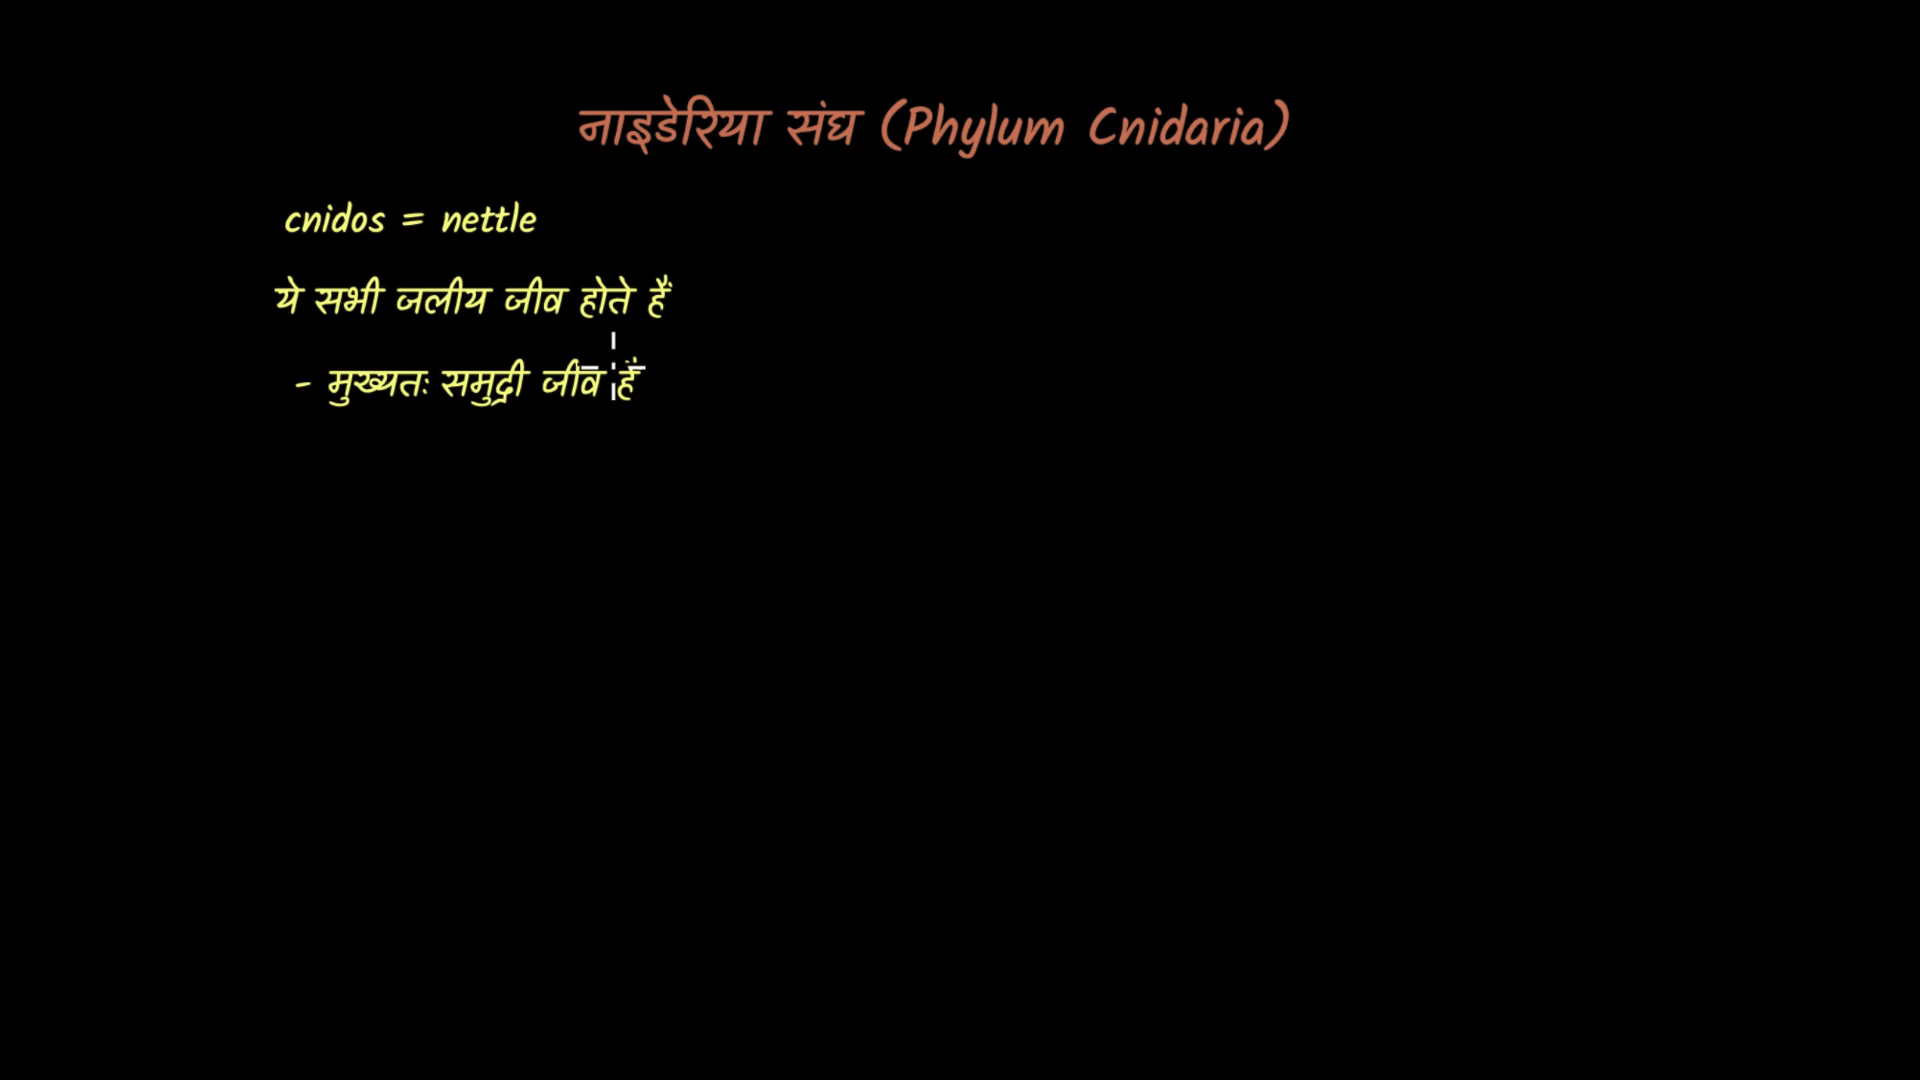 नाइडेरिया संघ (Phylum Cnidaria)
cnidos = nettle
ये सभी जलीय जीव होते हैं
- मुख्यतः समुद्री जीव हैं